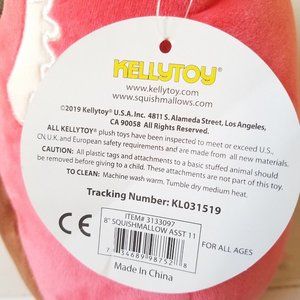 KELLYTOY®
www.kellytoy.com
www.squishmallows.com
©2019 Kellytoy® U.S.A. Inc. 4811 S. Alameda Street, Los Angeles,
CA 90058 All Rights Reserved.
ALL KELLYTOY® plush toys have been inspected to meet or exceed U.S.,
CN, U.K. and European safety requirements and are made from all new materials.
CAUTION: All plastic tags and attachments to a basic stuffed animal should
be removed before giving to a child. These attachments are not part of this toy.
TO CLEAN: Machine wash warm. Tumble dry medium heat.
Tracking Number: KL031519
CE
ITEM# 3133097
8" SQUISHMALLOW ASST 11
7 54689 98752 8
FOR ALL AGES
Made In China